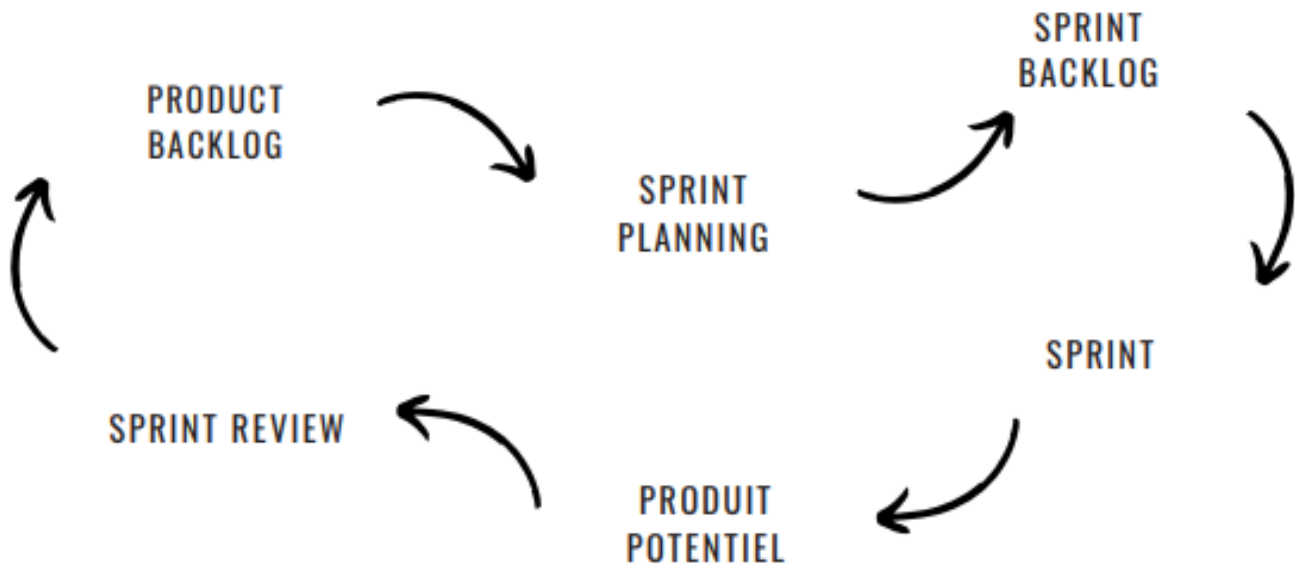 PRODUCT
BACKLOG
SPRINT
PLANNING
SPRINT
BACKLOG
SPRINT
PRODUIT
POTENTIEL
SPRINT REVIEW